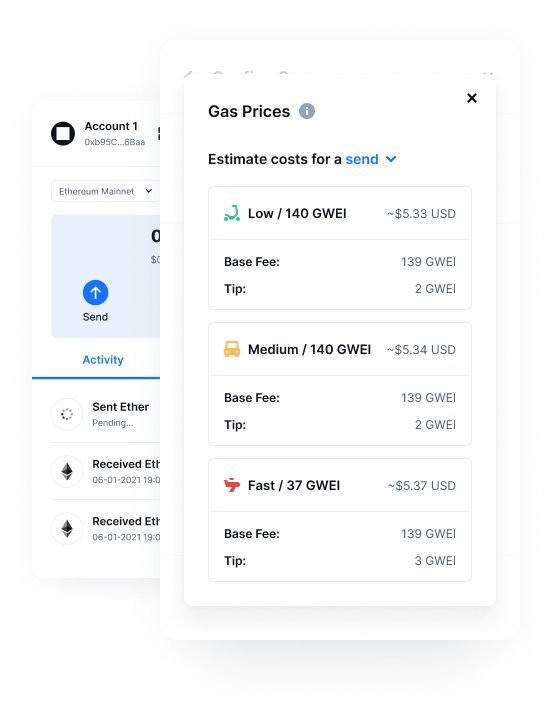 Account 1
0xb95C...6Baa
Ethereum Mainnet
Send
Activity
Sent Ether
Pending...
Received Eth
06-01-2021 19:0
Received Eth
06-01-2021 19:0
Gas Prices
Estimate costs for a send
Low / 140 GWEI ~$5.33 USD
Base Fee: 139 GWEI
Tip: 2 GWEI
Medium / 140 GWEI ~$5.34 USD
Base Fee: 139 GWEI
Tip: 2 GWEI
Fast / 37 GWEI ~$5.37 USD
Base Fee: 139 GWEI
Tip: 3 GWEI